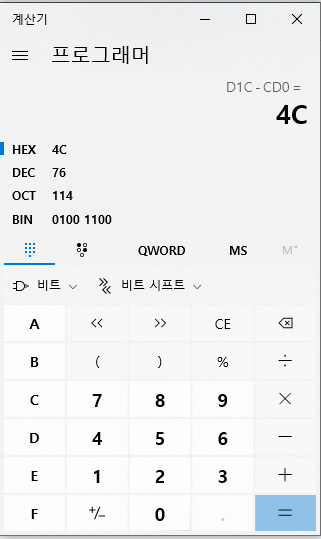 계산기
프로그래머
D1C - CD0 =
4C
HEX 4C
DEC 76
OCT 114
BIN 0100 1100
QWORD MS M˅
비트 비트 시프트
A << >> CE
B ( ) % ÷
C 7 8 9 ×
D 4 5 6 −
E 1 2 3 +
F +/− 0 . =